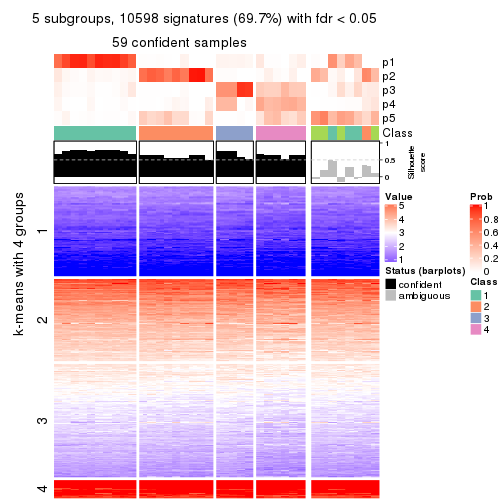 5 subgroups, 10598 signatures (69.7%) with fdr < 0.05
59 confident samples
p1
p2
p3
p4
p5
Class
1
0.5
0
Silhouette
score
k-means with 4 groups
1
2
3
4
Value
5
4
3
2
1
Status (barplots)
confident
ambiguous
Prob
1
0.8
0.6
0.4
0.2
0
Class
1
2
3
4